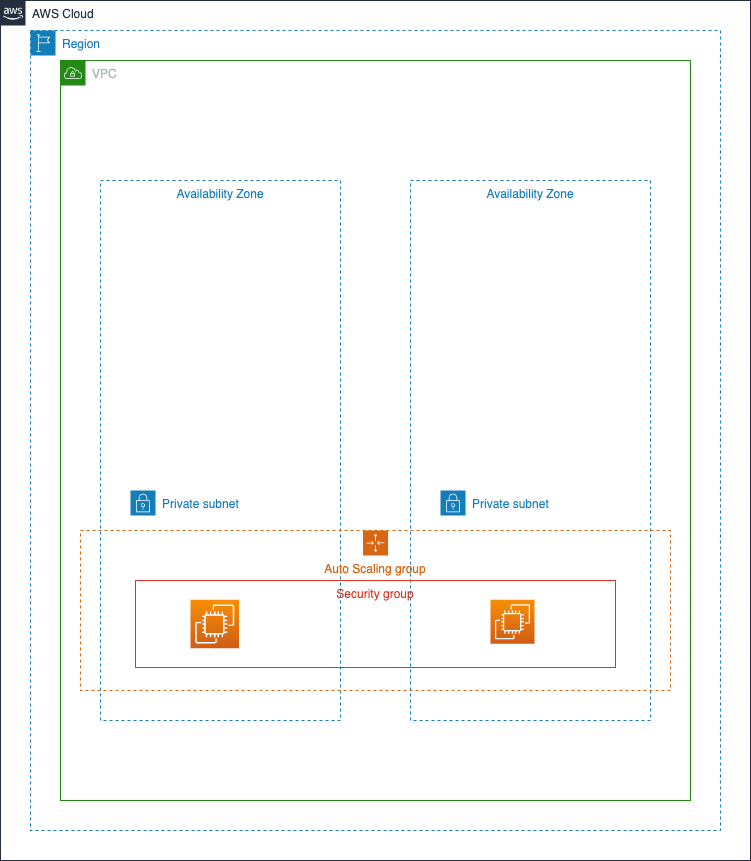 aws
AWS Cloud
Region
VPC
Availability Zone
Availability Zone
Private subnet
Private subnet
Auto Scaling group
Security group